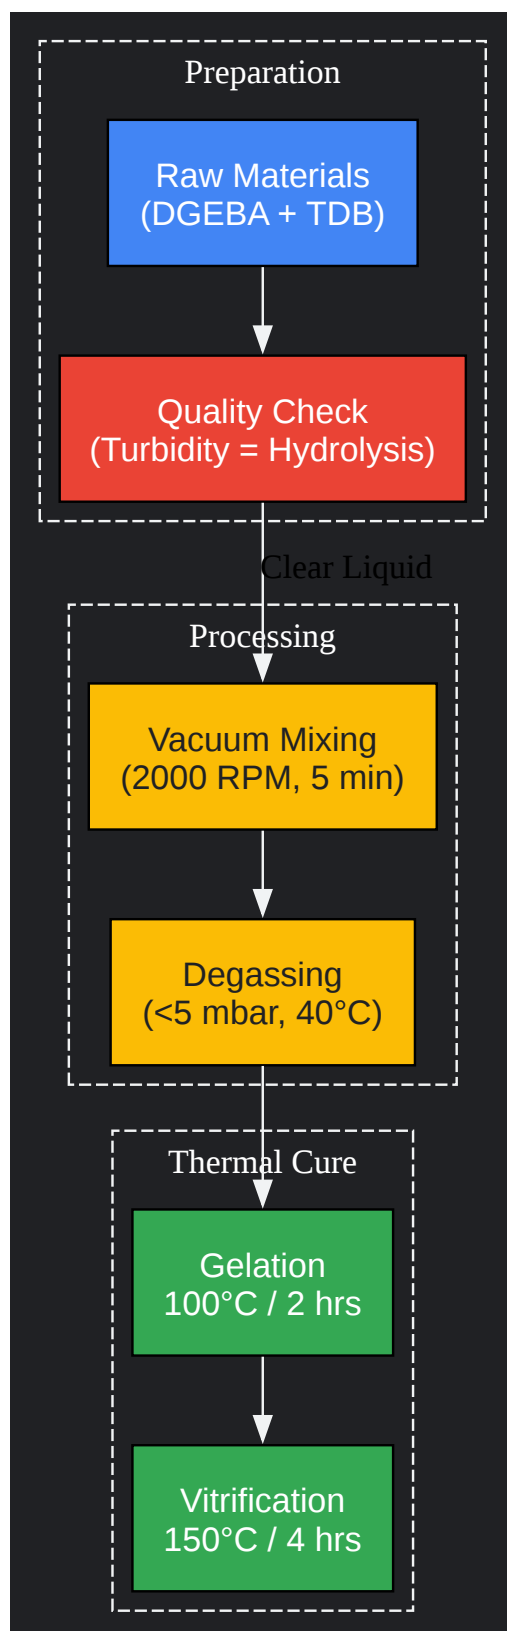 Preparation
Raw Materials
(DGEBA + TDB)
Quality Check
(Turbidity = Hydrolysis)
Clear Liquid
Processing
Vacuum Mixing
(2000 RPM, 5 min)
Degassing
(<5 mbar, 40°C)
Thermal Cure
Gelation
100°C / 2 hrs
Vitrification
150°C / 4 hrs